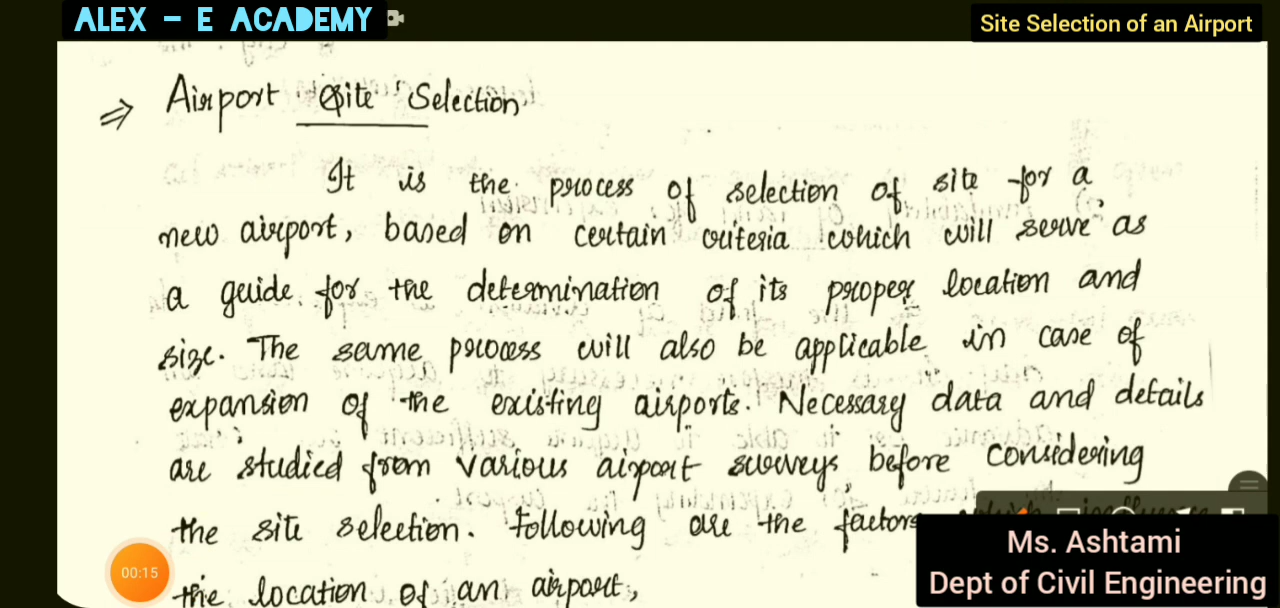 ALEX - E ACADEMY
Site Selection of an Airport
⇒ Airport Site Selection
It is the process of selection of site for a
new airport, based on certain criteria which will serve as
a guide for the determination of its proper location and
size. The same process will also be applicable in case of
expansion of the existing airports. Necessary data and details
are studied from various airport surveys, before considering
the site selection. Following are the factors
the location of an airport,
00:15
Ms. Ashtami
Dept of Civil Engineering